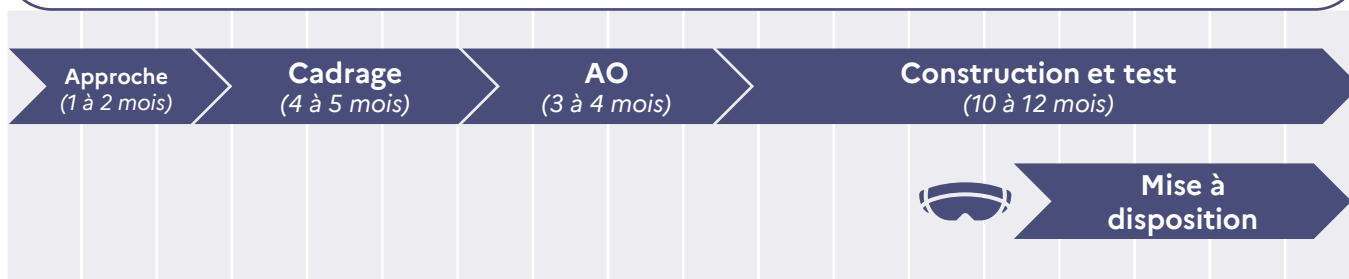 Approche
(1 à 2 mois)
Cadrage
(4 à 5 mois)
AO
(3 à 4 mois)
Construction et test
(10 à 12 mois)
Mise à
disposition